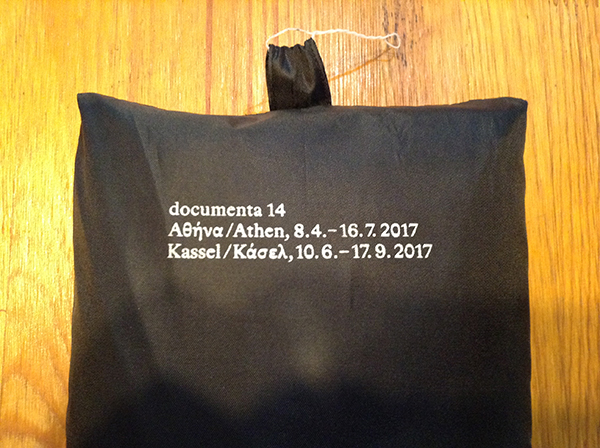 documenta 14
Αθήνα/Athen, 8.4.–16.7. 2017
Kassel/Κάσελ, 10.6.–17.9. 2017